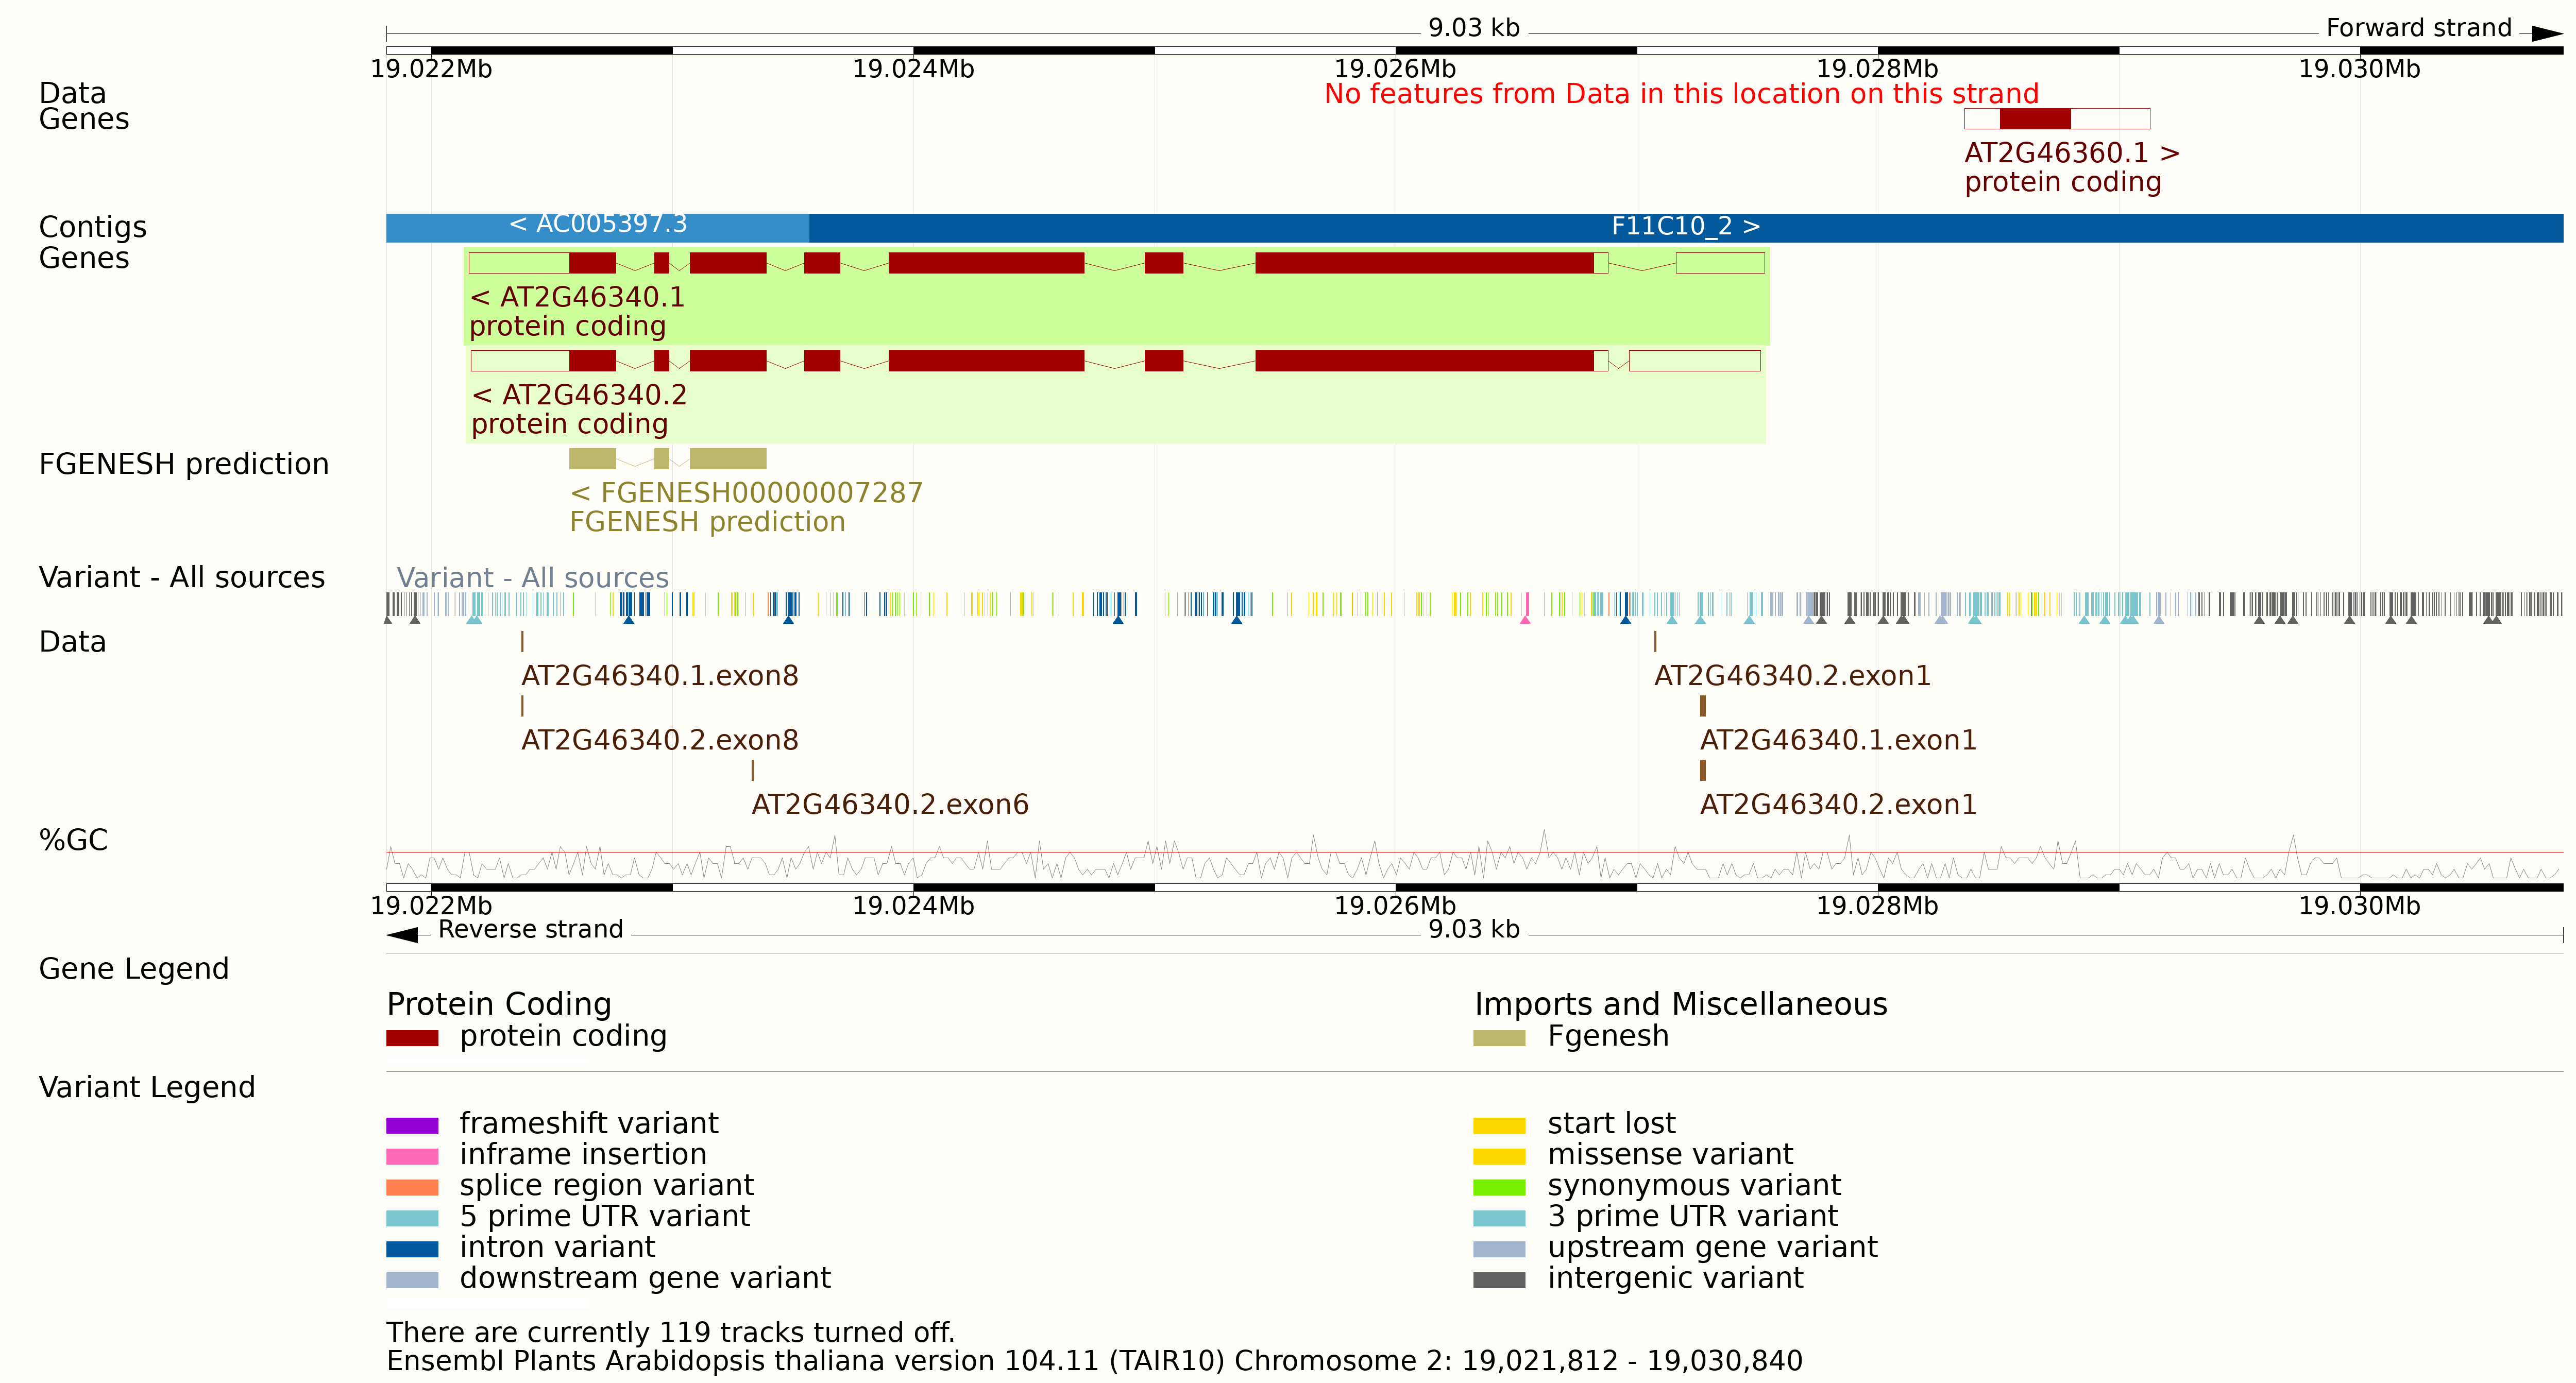 9.03 kb
Forward strand
19.022Mb 19.024Mb 19.026Mb 19.028Mb 19.030Mb
Data
No features from Data in this location on this strand
Genes
AT2G46360.1 >
protein coding
Contigs
< AC005397.3
F11C10_2 >
Genes
< AT2G46340.1
protein coding
< AT2G46340.2
protein coding
FGENESH prediction
< FGENESH00000007287
FGENESH prediction
Variant - All sources
Variant - All sources
Data
AT2G46340.1.exon8
AT2G46340.2.exon1
AT2G46340.2.exon8
AT2G46340.1.exon1
AT2G46340.2.exon6
AT2G46340.2.exon1
%GC
19.022Mb 19.024Mb 19.026Mb 19.028Mb 19.030Mb
Reverse strand
9.03 kb
Gene Legend
Protein Coding
Imports and Miscellaneous
protein coding
Fgenesh
Variant Legend
frameshift variant
start lost
inframe insertion
missense variant
splice region variant
synonymous variant
5 prime UTR variant
3 prime UTR variant
intron variant
upstream gene variant
downstream gene variant
intergenic variant
There are currently 119 tracks turned off.
Ensembl Plants Arabidopsis thaliana version 104.11 (TAIR10) Chromosome 2: 19,021,812 - 19,030,840